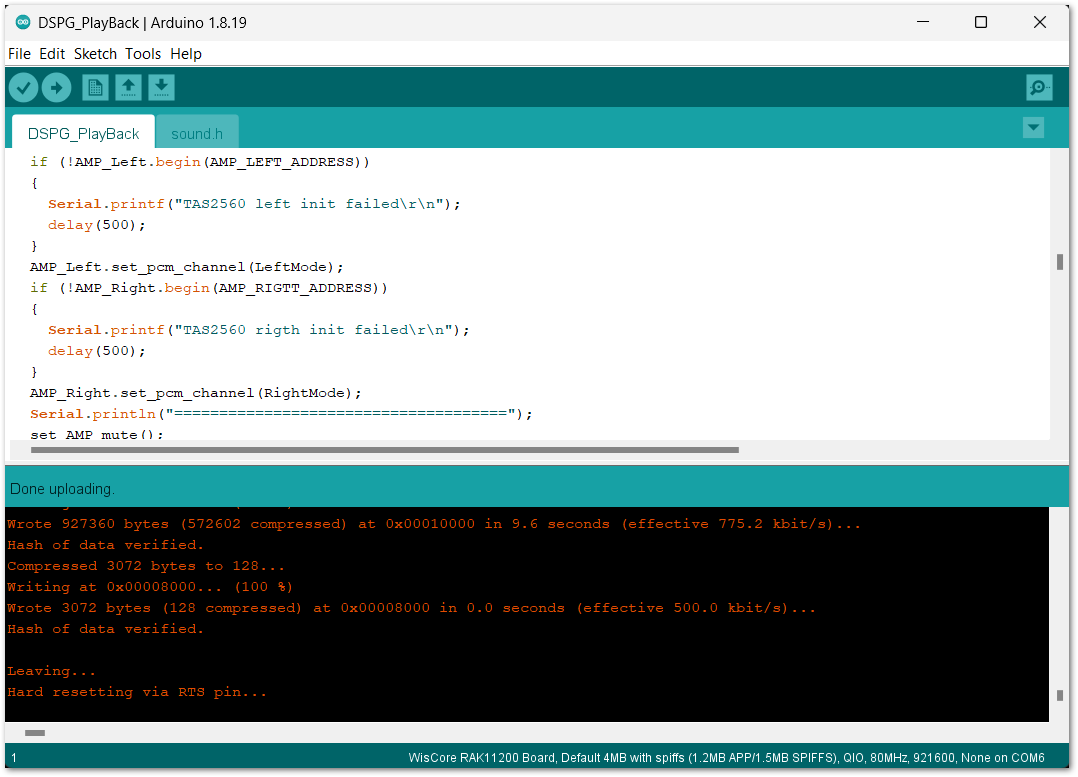 DSPG_PlayBack | Arduino 1.8.19
File Edit Sketch Tools Help
DSPG_PlayBack sound.h
if (!AMP_Left.begin(AMP_LEFT_ADDRESS))
{
Serial.printf("TAS2560 left init failed\r\n");
delay(500);
}
AMP_Left.set_pcm_channel(LeftMode);
if (!AMP_Right.begin(AMP_RIGTT_ADDRESS))
{
Serial.printf("TAS2560 rigth init failed\r\n");
delay(500);
}
AMP_Right.set_pcm_channel(RightMode);
Serial.println("=====================================");
set_AMP_mute();
Done uploading.
Wrote 927360 bytes (572602 compressed) at 0x00010000 in 9.6 seconds (effective 775.2 kbit/s)...
Hash of data verified.
Compressed 3072 bytes to 128...
Writing at 0x00008000... (100 %)
Wrote 3072 bytes (128 compressed) at 0x00008000 in 0.0 seconds (effective 500.0 kbit/s)...
Hash of data verified.
Leaving...
Hard resetting via RTS pin...
1 WisCore RAK11200 Board, Default 4MB with spiffs (1.2MB APP/1.5MB SPIFFS), QIO, 80MHz, 921600, None on COM6